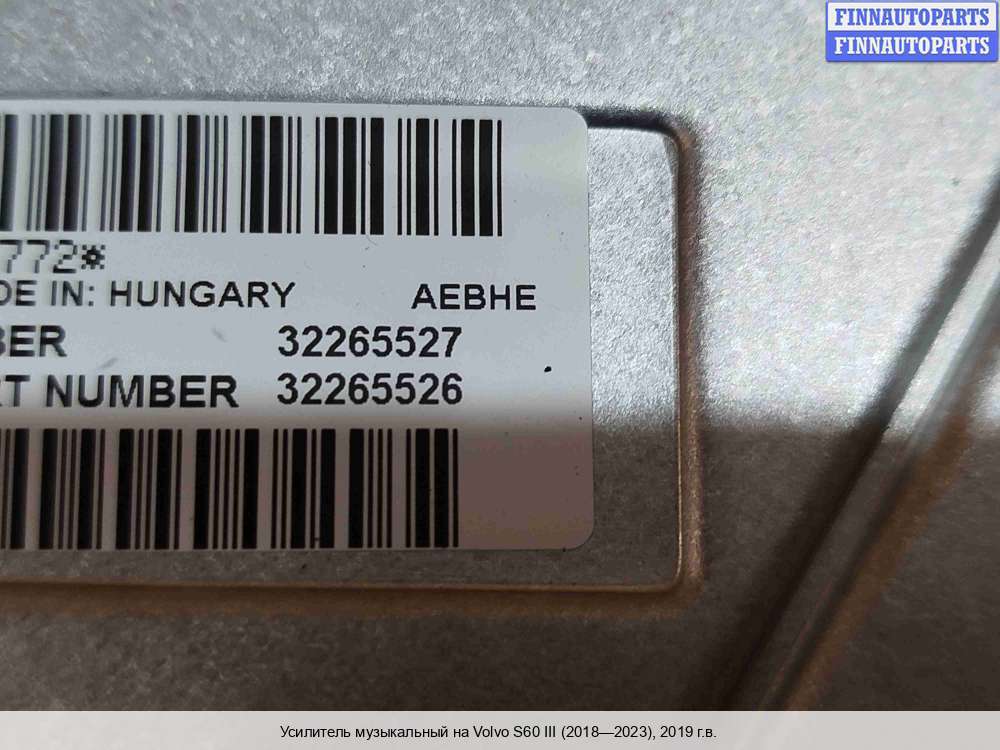 FINNAUTOPARTS
FINNAUTOPARTS
772*
DE IN: HUNGARY AEBHE
BER 32265527
RT NUMBER 32265526
Усилитель музыкальный на Volvo S60 III (2018—2023), 2019 г.в.